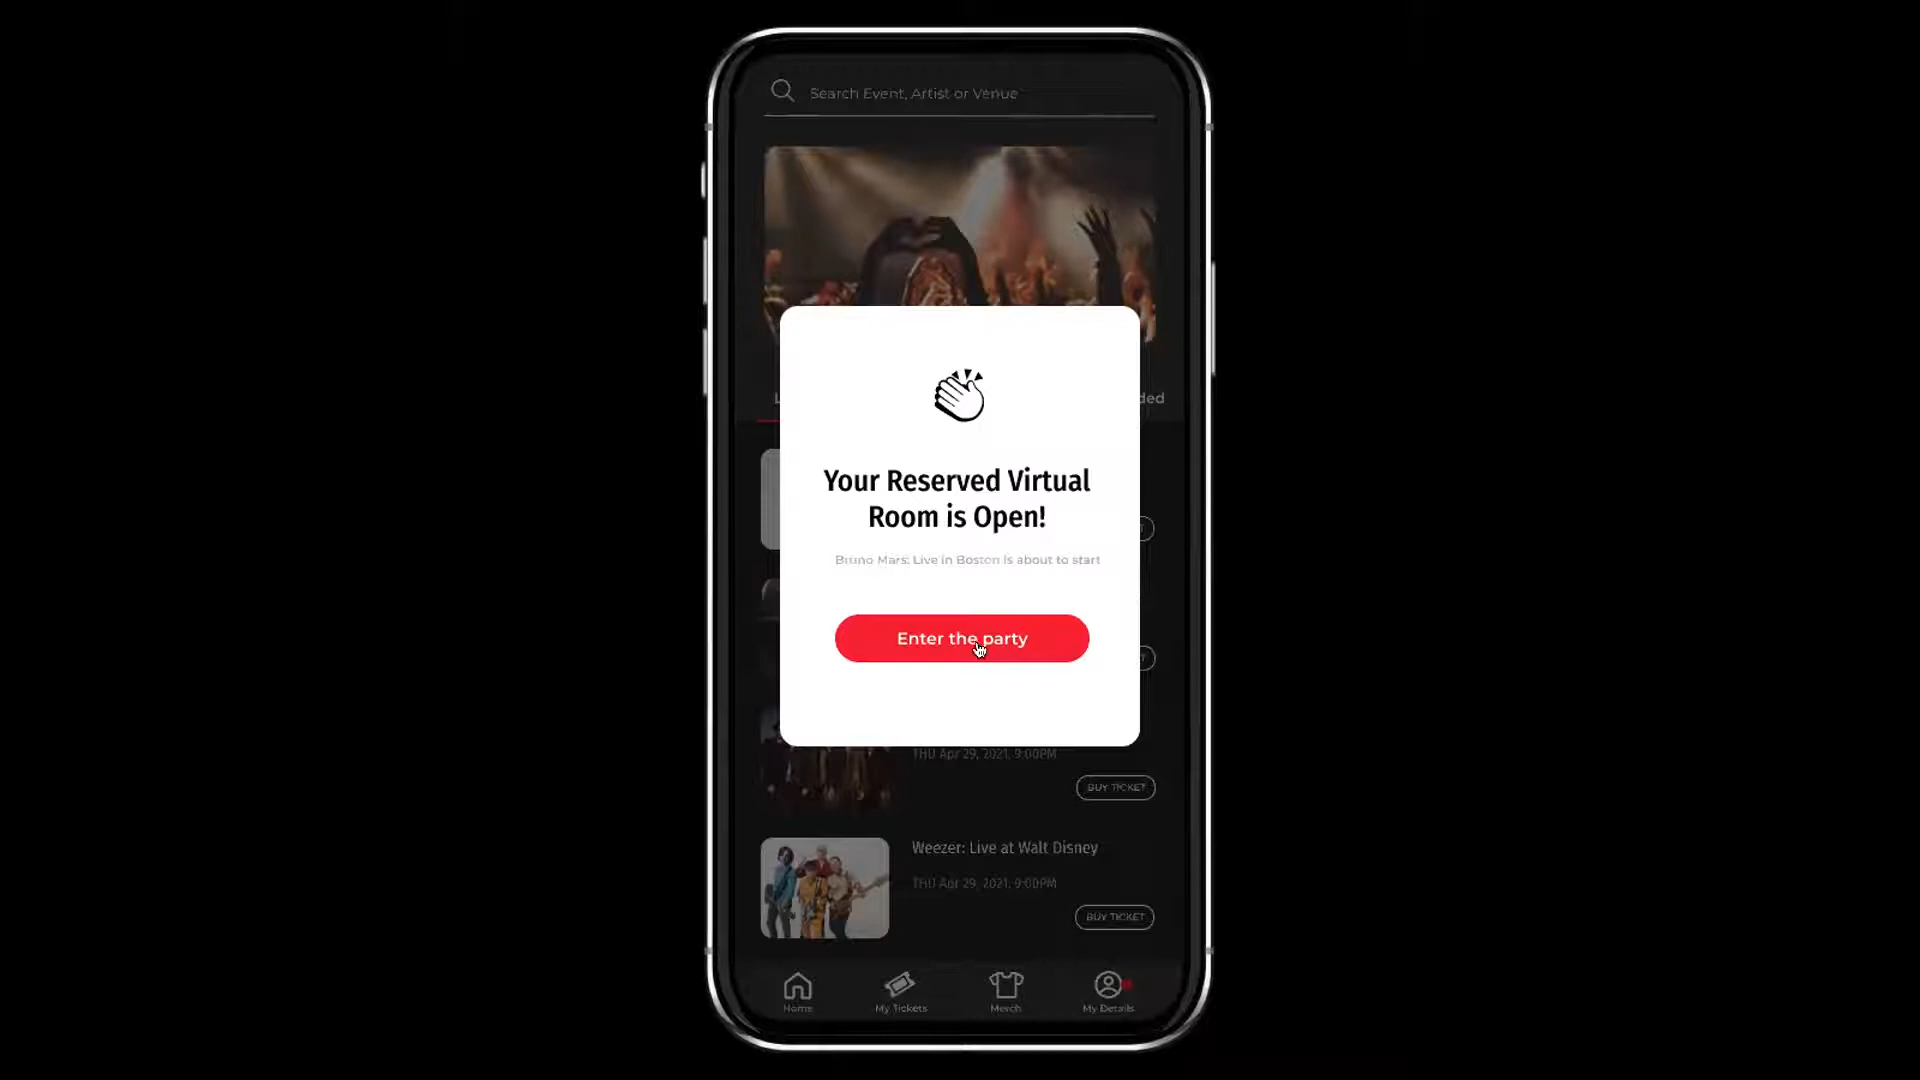 Search Event, Artist or Venue
Your Reserved Virtual
Room is Open!
Bruno Mars: Live in Boston is about to start
Enter the party
THU Apr 29, 2021, 9:00PM
BUY TICKET
Weezer: Live at Walt Disney
THU Apr 29, 2021, 9:00PM
BUY TICKET
Home
My Tickets
Merch
My Details